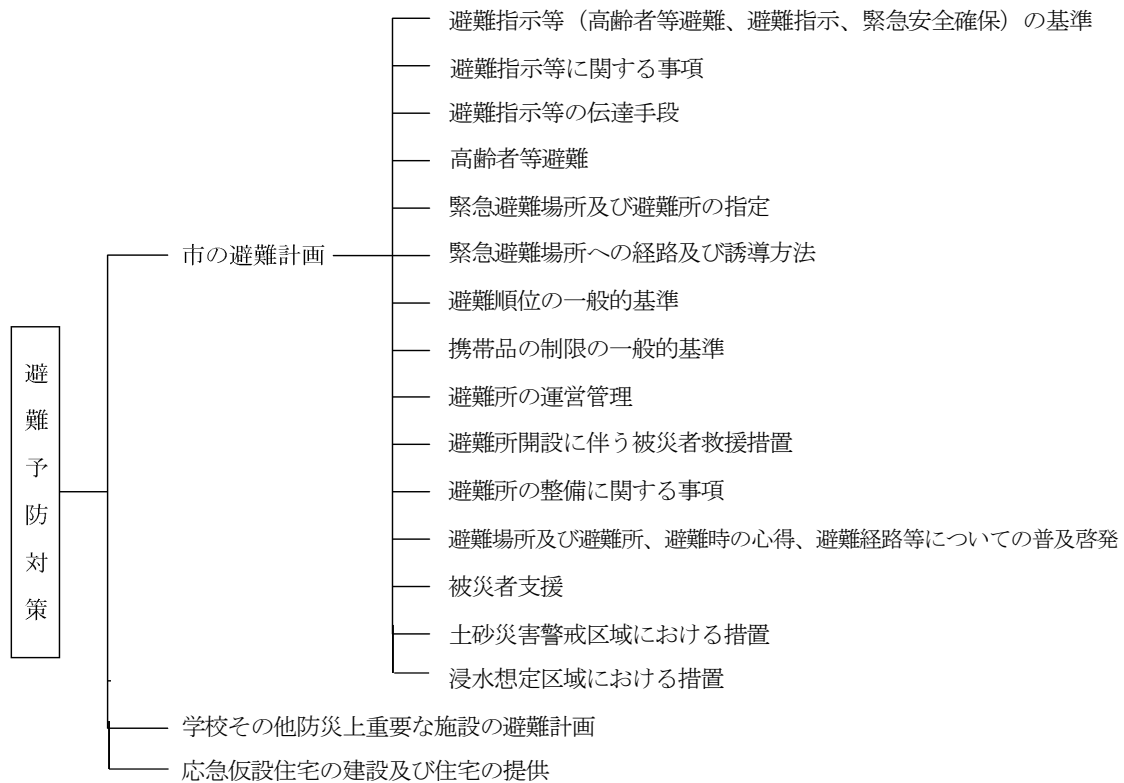 避難予防対策
市の避難計画
避難指示等（高齢者等避難、避難指示、緊急安全確保）の基準
避難指示等に関する事項
避難指示等の伝達手段
高齢者等避難
緊急避難場所及び避難所の指定
緊急避難場所への経路及び誘導方法
避難順位の一般的基準
携帯品の制限の一般的基準
避難所の運営管理
避難所開設に伴う被災者救援措置
避難所の整備に関する事項
避難場所及び避難所、避難時の心得、避難経路等についての普及啓発
被災者支援
土砂災害警戒区域における措置
浸水想定区域における措置
学校その他防災上重要な施設の避難計画
応急仮設住宅の建設及び住宅の提供